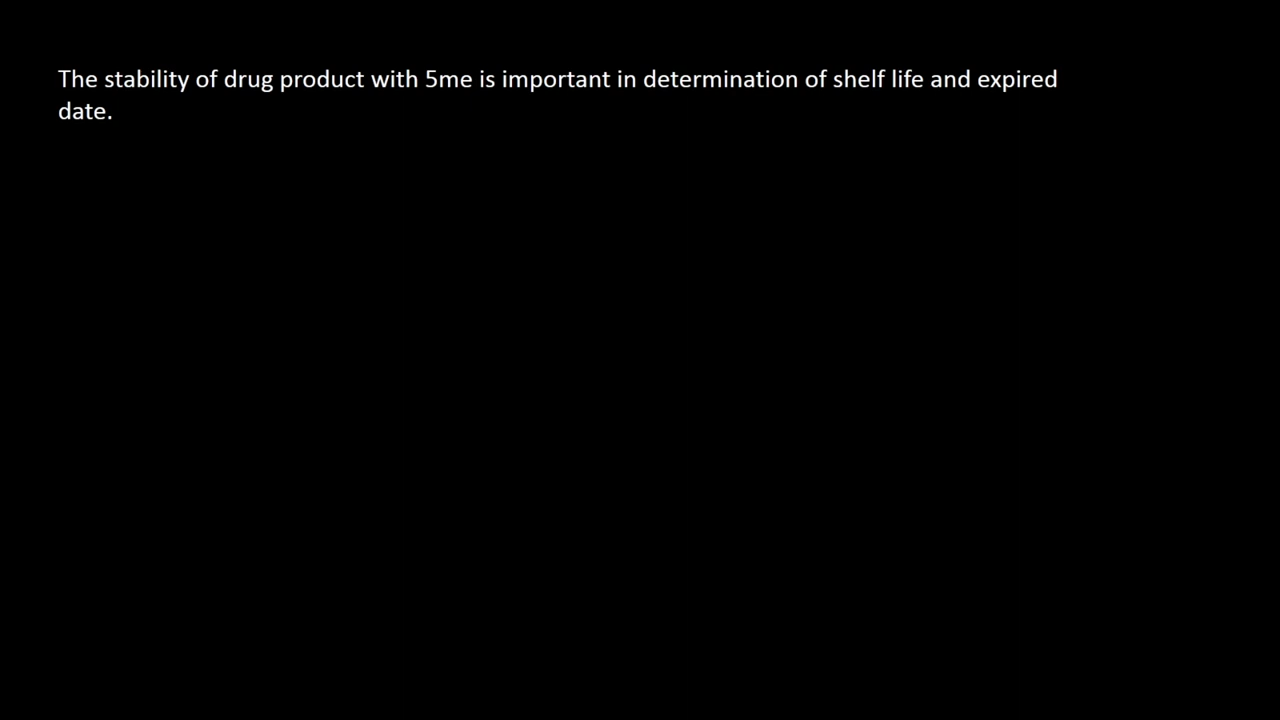 The stability of drug product with 5me is important in determination of shelf life and expired
date.